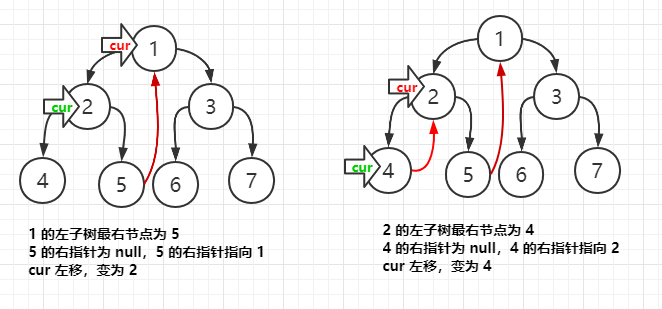 cur
1
cur
2
3
4
5
6
7
1 的左子树最右节点为 5
5 的右指针为 null，5 的右指针指向 1
cur 左移，变为 2
1
cur
2
3
cur
4
5
6
7
2 的左子树最右节点为 4
4 的右指针为 null，4 的右指针指向 2
cur 左移，变为 4